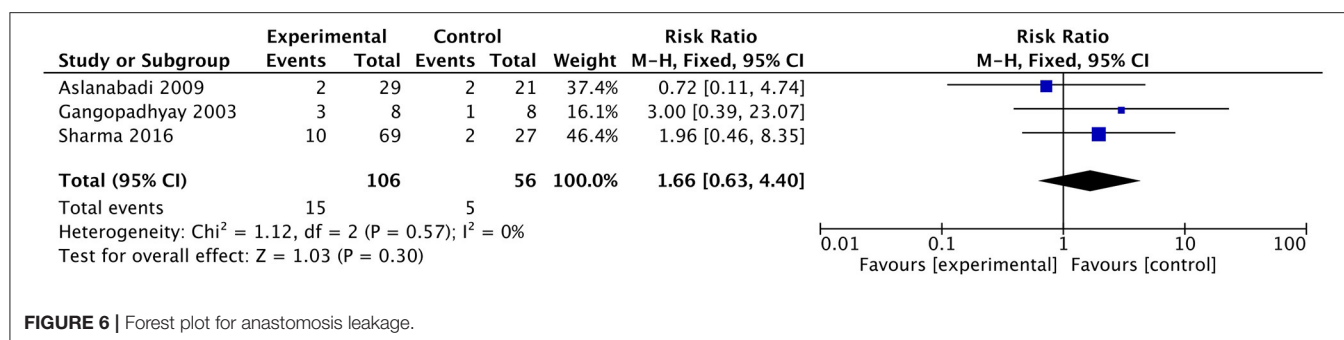 Experimental Control Risk Ratio Risk Ratio
Study or Subgroup Events Total Events Total Weight M-H, Fixed, 95% CI M-H, Fixed, 95% CI
Aslanabadi 2009 2 29 2 21 37.4% 0.72 [0.11, 4.74]
Gangopadhyay 2003 3 8 1 8 16.1% 3.00 [0.39, 23.07]
Sharma 2016 10 69 2 27 46.4% 1.96 [0.46, 8.35]
Total (95% CI) 106 56 100.0% 1.66 [0.63, 4.40]
Total events 15 5
Heterogeneity: Chi² = 1.12, df = 2 (P = 0.57); I² = 0%
Test for overall effect: Z = 1.03 (P = 0.30)
0.01 0.1 1 10 100
Favours [experimental] Favours [control]
FIGURE 6 | Forest plot for anastomosis leakage.